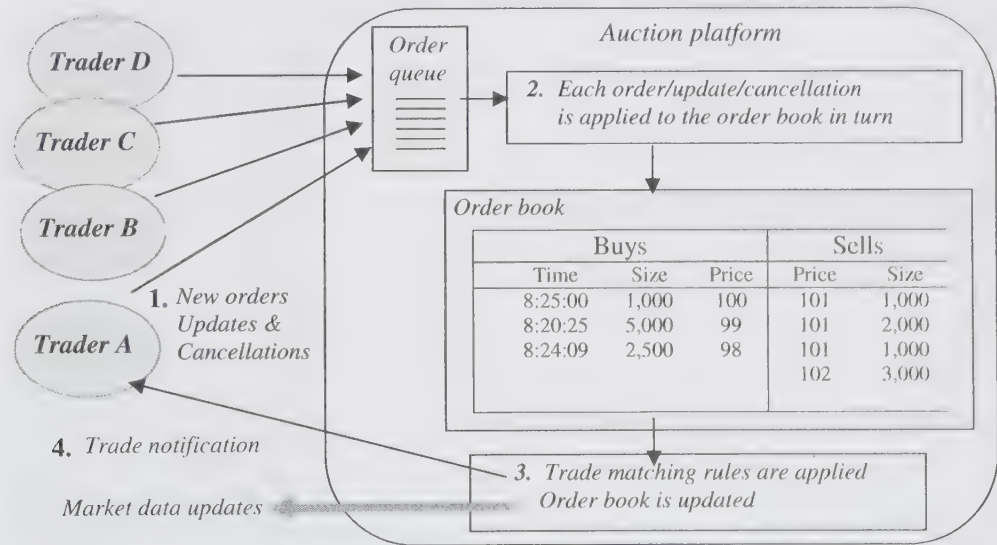 Auction platform
Trader D
Trader C
Trader B
Trader A
Order
queue
1. New orders
Updates &
Cancellations
2. Each order/update/cancellation
is applied to the order book in turn
Order book
Buys Sells
Time Size Price Price Size
8:25:00 1,000 100 101 1,000
8:20:25 5,000 99 101 2,000
8:24:09 2,500 98 101 1,000
102 3,000
3. Trade matching rules are applied
Order book is updated
4. Trade notification
Market data updates